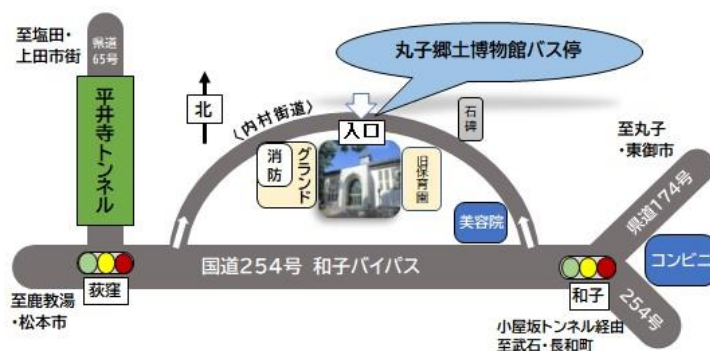 至塩田・
上田市街
県道
65号
平井寺トンネル
北
〈内村街道〉
丸子郷土博物館バス停
入口
石碑
消防
グランド
旧保育園
美容院
至丸子
・東御市
県道174号
コンビニ
254号
国道254号 和子バイパス
荻窪
和子
至鹿教湯
・松本市
小屋坂トンネル経由
至武石・長和町